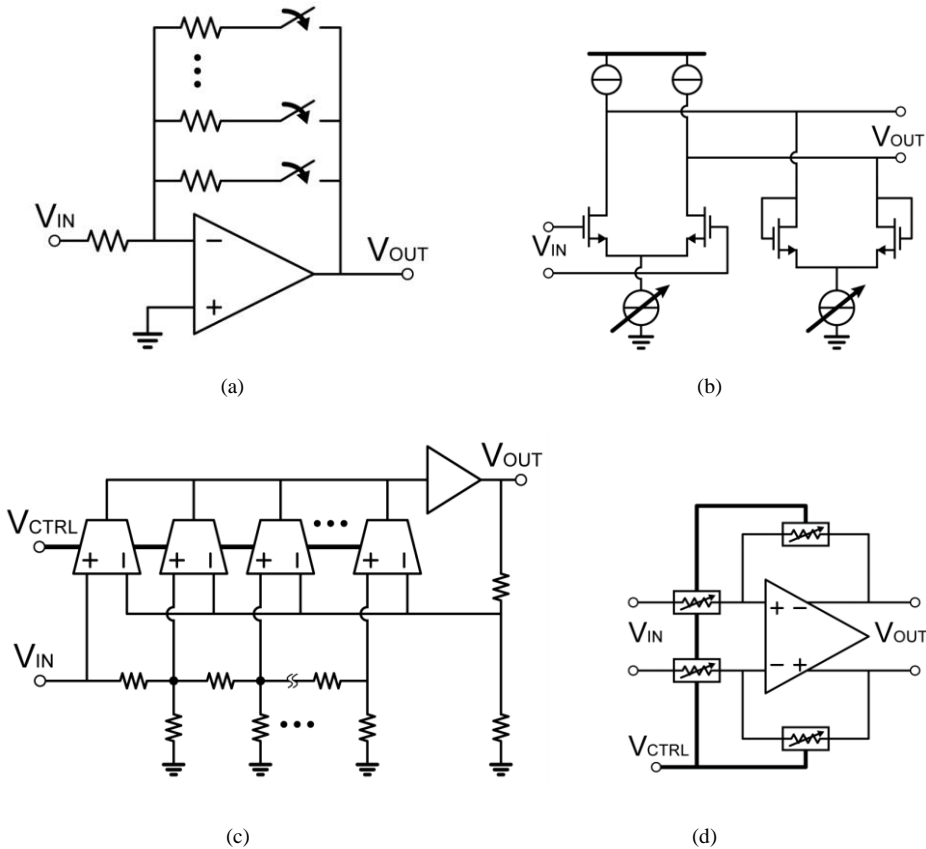 VIN
VOUT
+
(a)
VIN
VOUT
(b)
VOUT
VCTRL
+ − + − + − + −
VIN
(c)
VIN
+ −
− +
VOUT
VCTRL
(d)